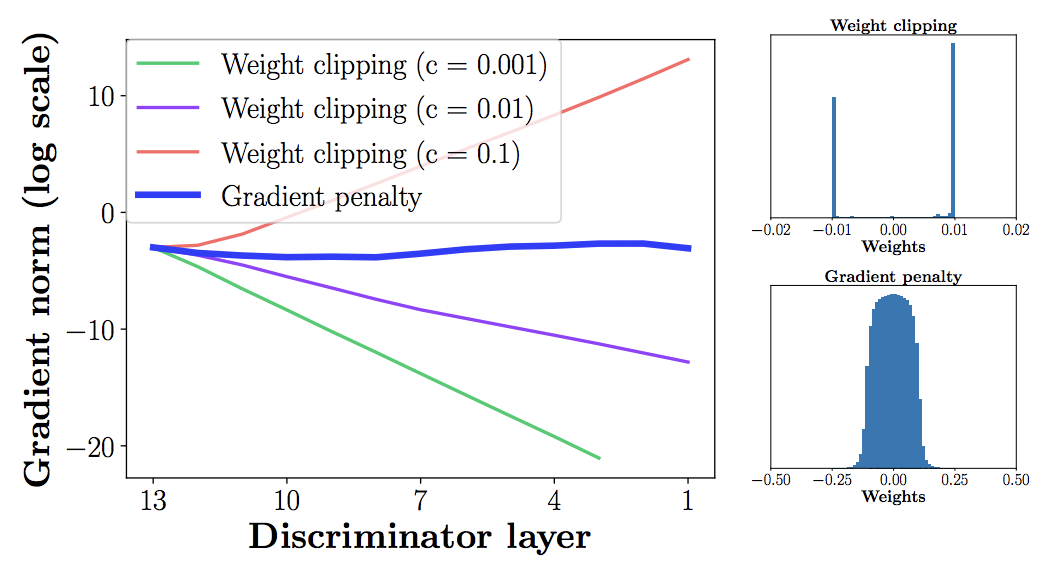 Gradient norm (log scale)
10
0
−10
−20
Weight clipping (c = 0.001)
Weight clipping (c = 0.01)
Weight clipping (c = 0.1)
Gradient penalty
13 10 7 4 1
Discriminator layer
Weight clipping
−0.02 −0.01 0.00 0.01 0.02
Weights
Gradient penalty
−0.50 −0.25 0.00 0.25 0.50
Weights